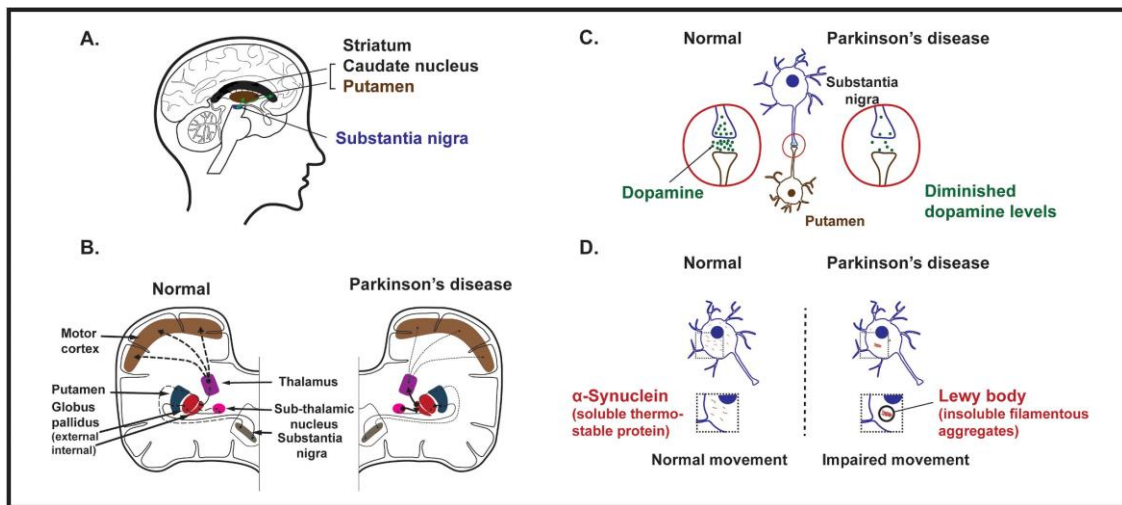 A.
Striatum
Caudate nucleus
Putamen
Substantia nigra
B.
Normal
Parkinson's disease
Motor
cortex
Putamen
Globus
pallidus
(external
internal)
Thalamus
Sub-thalamic
nucleus
Substantia
nigra
C.
Normal
Parkinson's disease
Substantia
nigra
Dopamine
Putamen
Diminished
dopamine levels
D.
Normal
Parkinson's disease
α-Synuclein
(soluble thermo-
stable protein)
Lewy body
(insoluble filamentous
aggregates)
Normal movement
Impaired movement